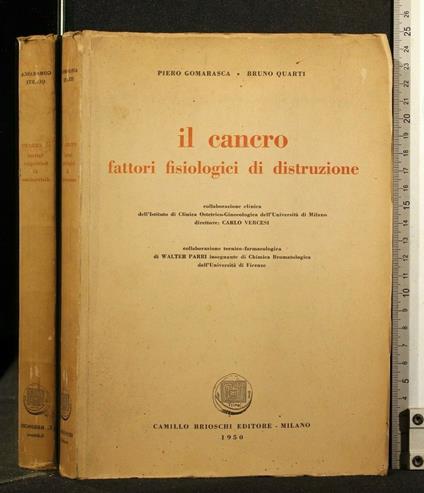 PIERO GOMARASCA • BRUNO QUARTI
il cancro
fattori fisiologici di distruzione
collaborazione clinica
dell'Istituto di Clinica Ostetrico-Ginecologica dell'Università di Milano
direttore: CARLO VERCESI
collaborazione tecnico-farmacologica
di WALTER PARRI insegnante di Chimica Bromatologica
dell'Università di Firenze
CAMILLO BRIOSCHI EDITORE - MILANO
1950